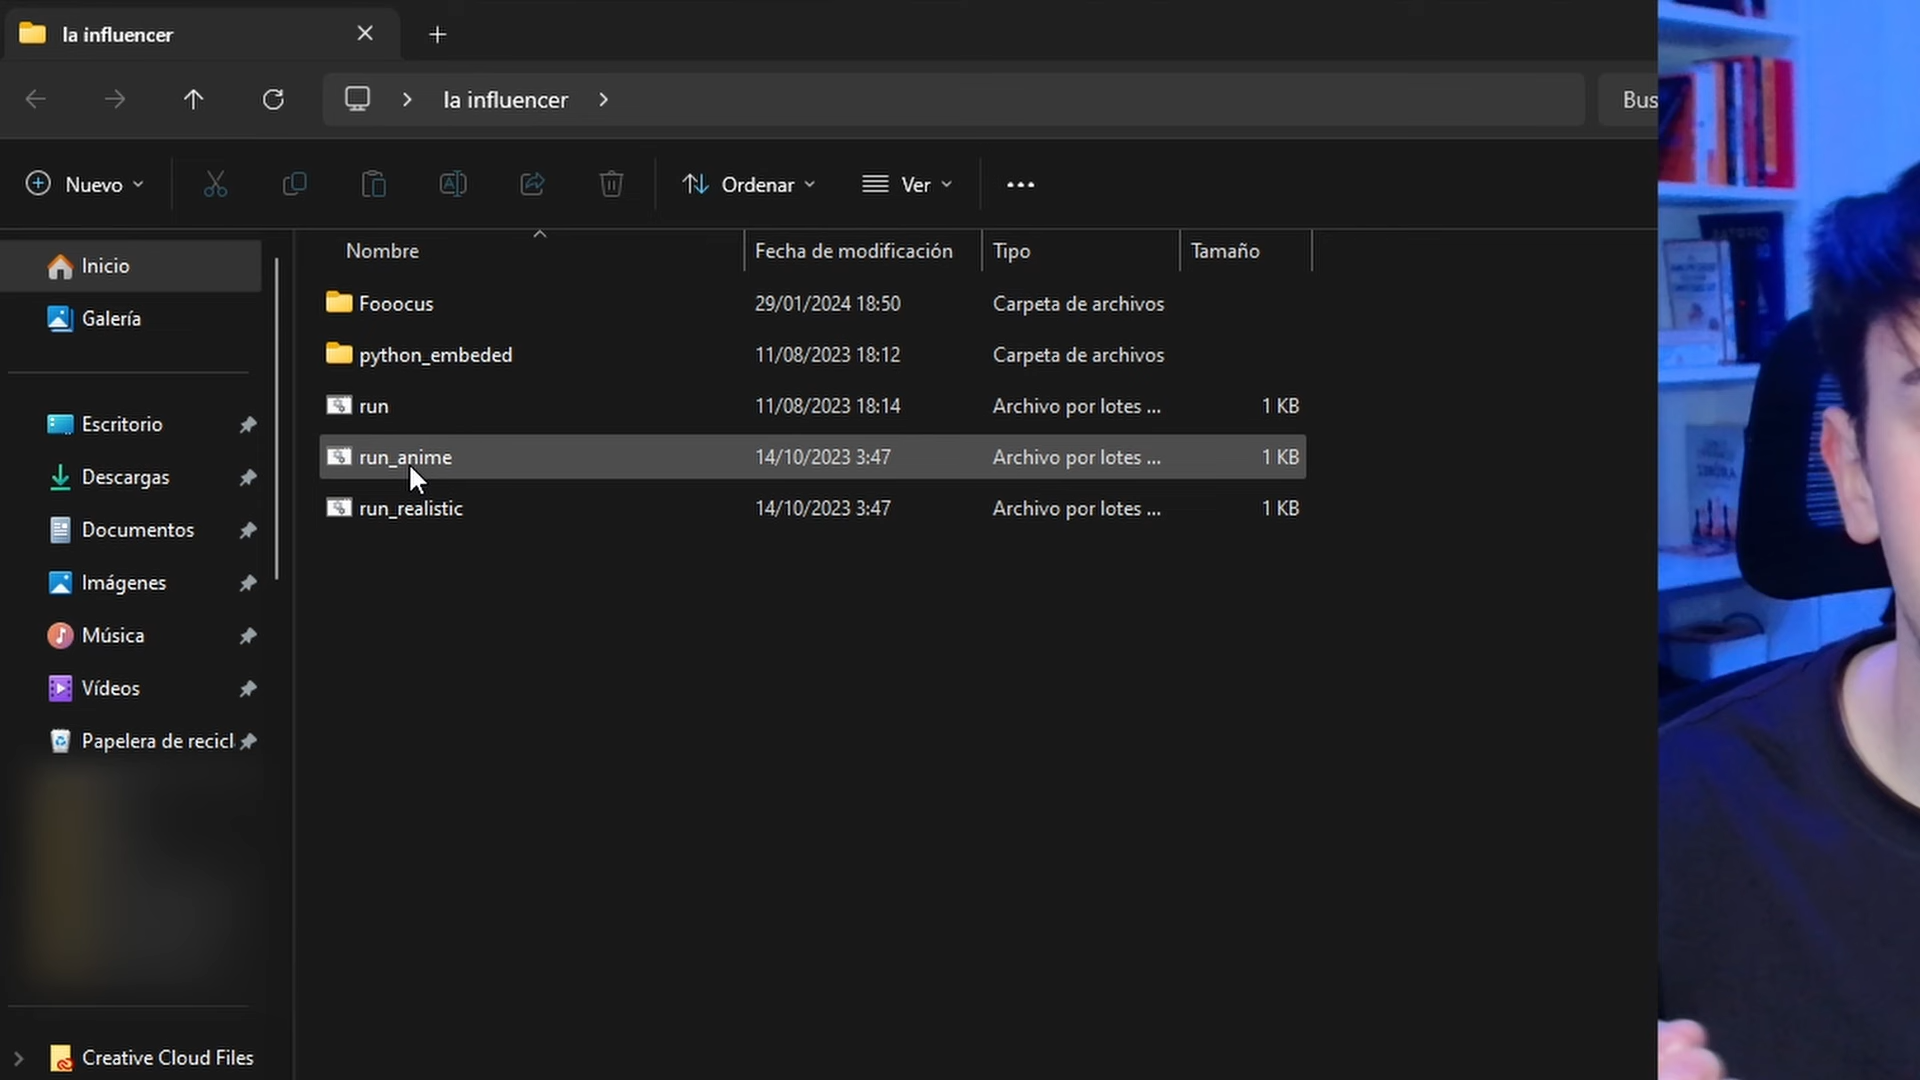 la influencer
la influencer
Bus
Nuevo
Ordenar
Ver
Nombre
Fecha de modificación
Tipo
Tamaño
Inicio
Galería
Escritorio
Descargas
Documentos
Imágenes
Música
Vídeos
Papelera de recicl
Creative Cloud Files
Fooocus 29/01/2024 18:50 Carpeta de archivos
python_embeded 11/08/2023 18:12 Carpeta de archivos
run 11/08/2023 18:14 Archivo por lotes ... 1 KB
run_anime 14/10/2023 3:47 Archivo por lotes ... 1 KB
run_realistic 14/10/2023 3:47 Archivo por lotes ... 1 KB